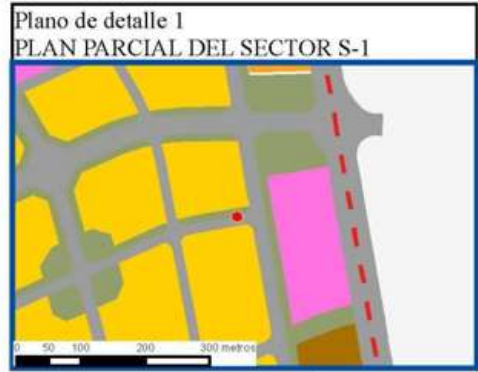 Plano de detalle 1
PLAN PARCIAL DEL SECTOR S-1
0 50 100 200 300 metros